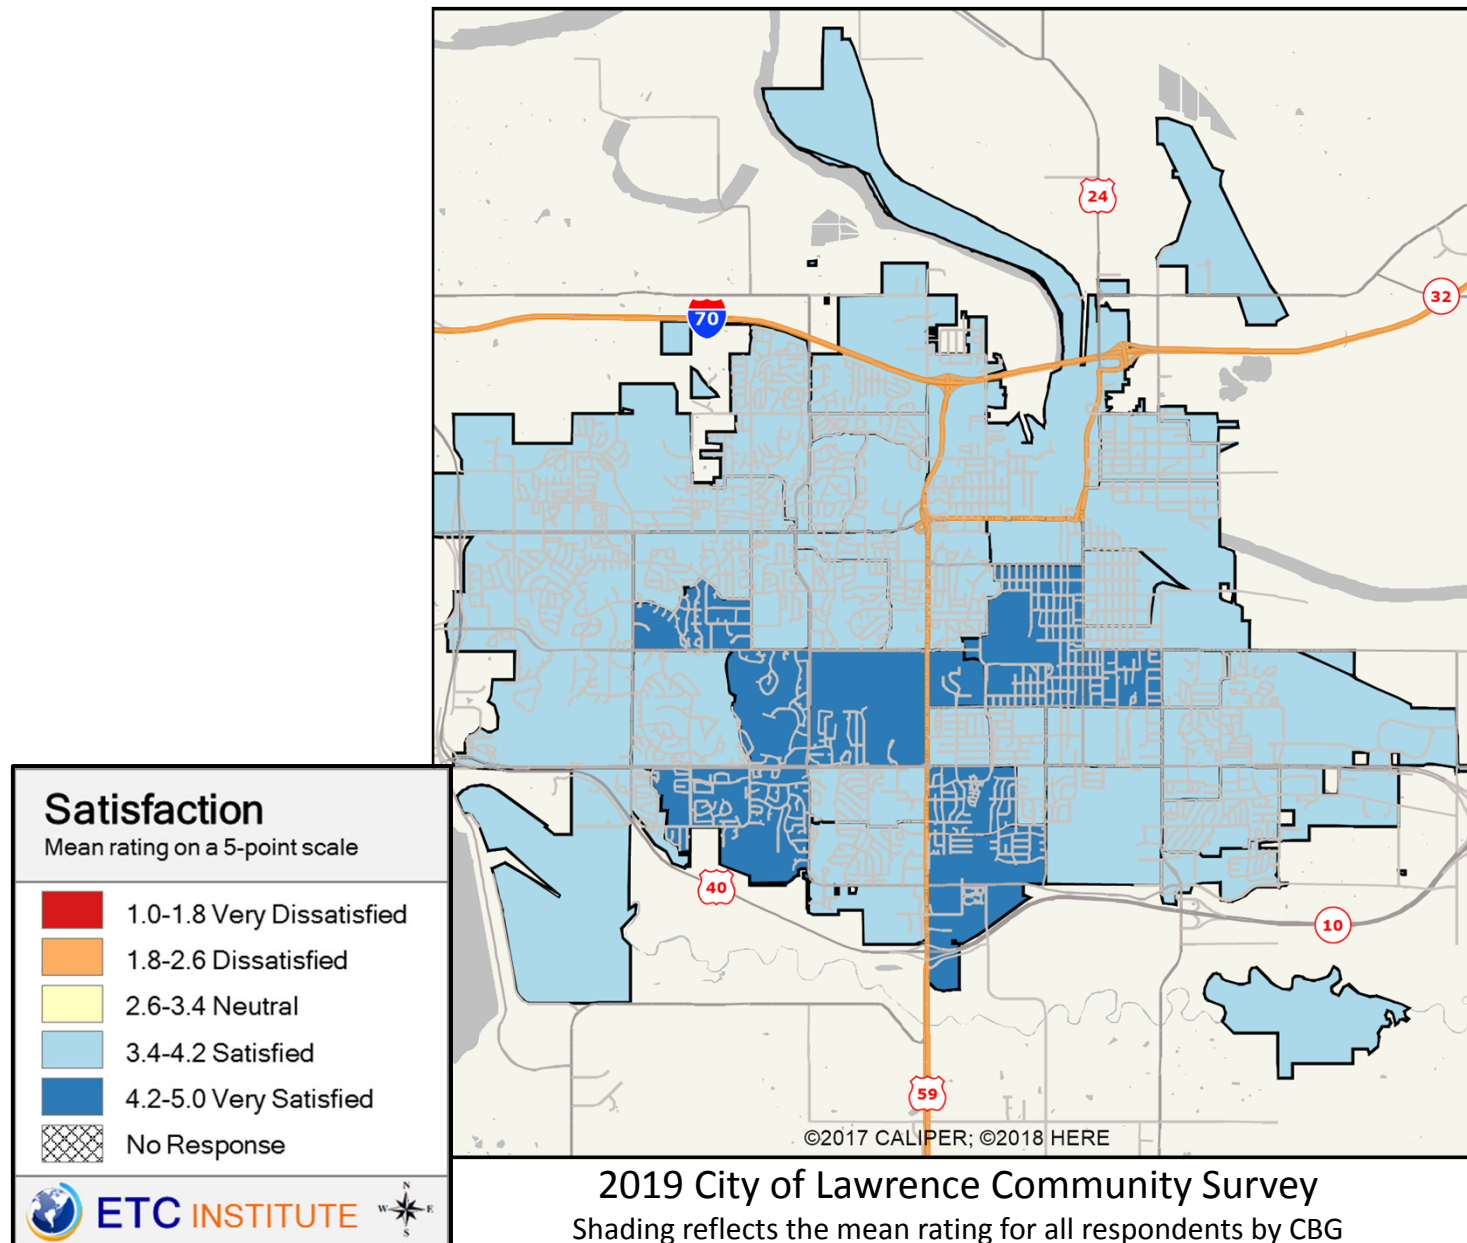 24
32
70
40
10
59
©2017 CALIPER; ©2018 HERE
Satisfaction
Mean rating on a 5-point scale
1.0-1.8 Very Dissatisfied
1.8-2.6 Dissatisfied
2.6-3.4 Neutral
3.4-4.2 Satisfied
4.2-5.0 Very Satisfied
No Response
ETC INSTITUTE
N
W E
S
2019 City of Lawrence Community Survey
Shading reflects the mean rating for all respondents by CBG